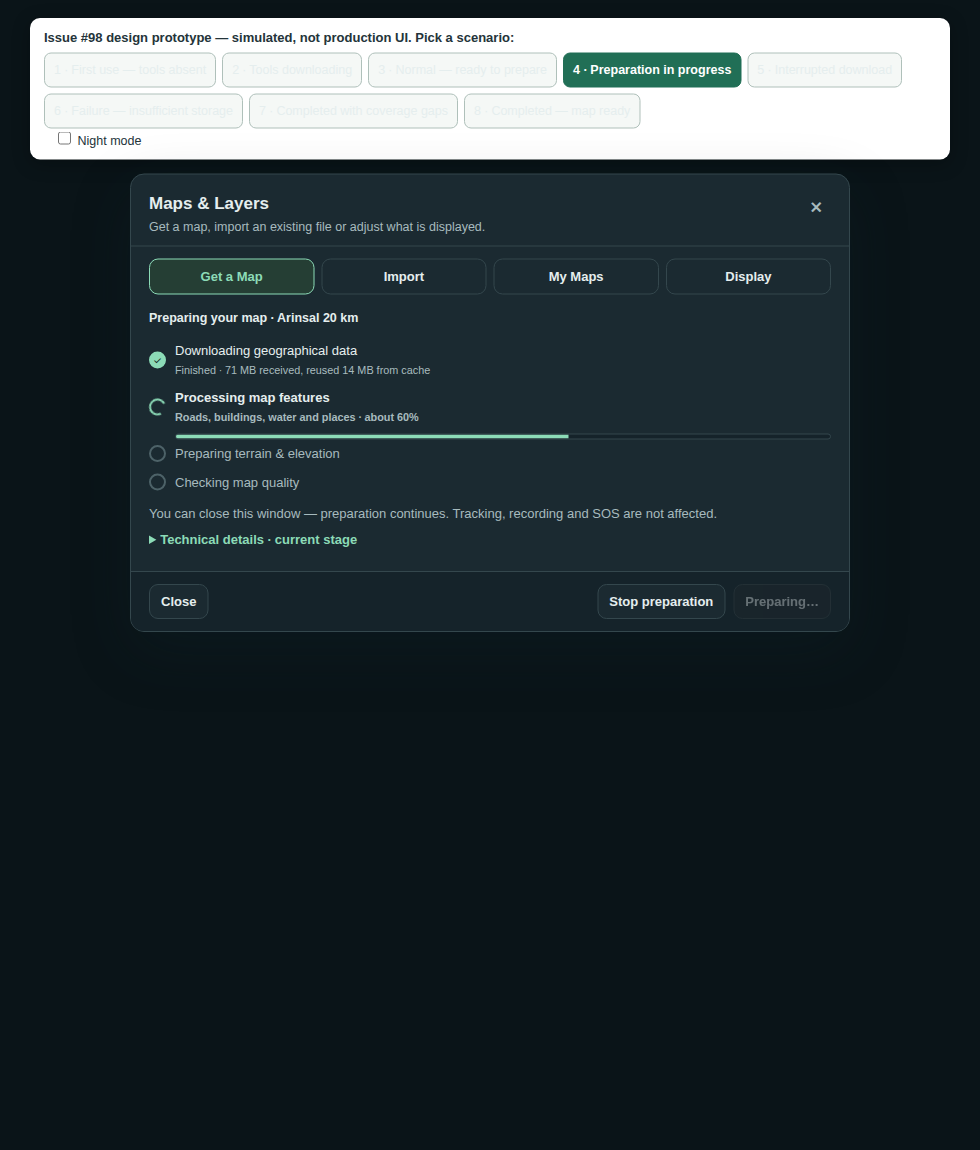 Issue #98 design prototype — simulated, not production UI. Pick a scenario:
1 · First use — tools absent
2 · Tools downloading
3 · Normal — ready to prepare
4 · Preparation in progress
5 · Interrupted download
6 · Failure — insufficient storage
7 · Completed with coverage gaps
8 · Completed — map ready
Night mode
Maps & Layers
✕
Get a map, import an existing file or adjust what is displayed.
Get a Map
Import
My Maps
Display
Preparing your map · Arinsal 20 km
Downloading geographical data
Finished · 71 MB received, reused 14 MB from cache
Processing map features
Roads, buildings, water and places · about 60%
Preparing terrain & elevation
Checking map quality
You can close this window — preparation continues. Tracking, recording and SOS are not affected.
Technical details · current stage
Close
Stop preparation
Preparing…